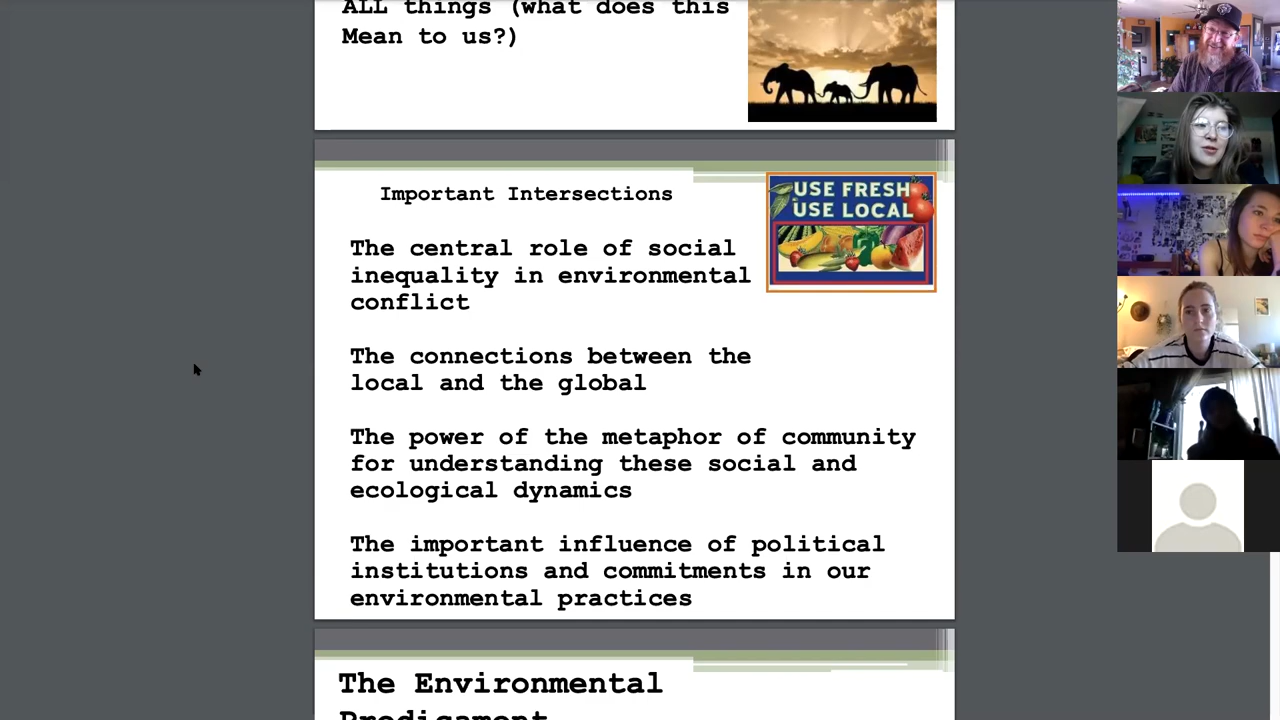 ALL things (what does this
Mean to us?)
Important Intersections
USE FRESH
USE LOCAL
The central role of social
inequality in environmental
conflict
The connections between the
local and the global
The power of the metaphor of community
for understanding these social and
ecological dynamics
The important influence of political
institutions and commitments in our
environmental practices
The Environmental
Predicament